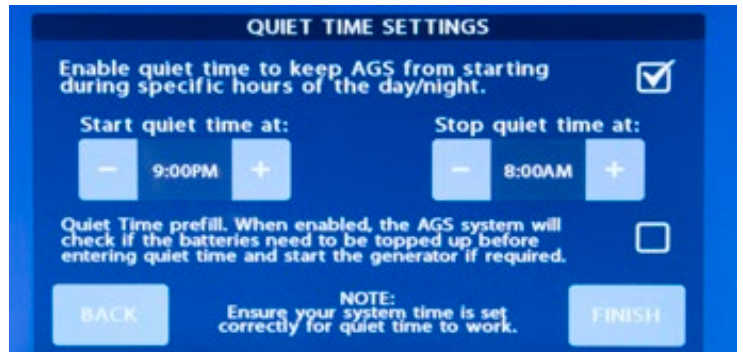 QUIET TIME SETTINGS
Enable quiet time to keep AGS from starting
during specific hours of the day/night.
Start quiet time at:
Stop quiet time at:
− 9:00PM +
− 8:00AM +
Quiet Time prefill. When enabled, the AGS system will
check if the batteries need to be topped up before
entering quiet time and start the generator if required.
BACK
NOTE:
Ensure your system time is set
correctly for quiet time to work.
FINISH